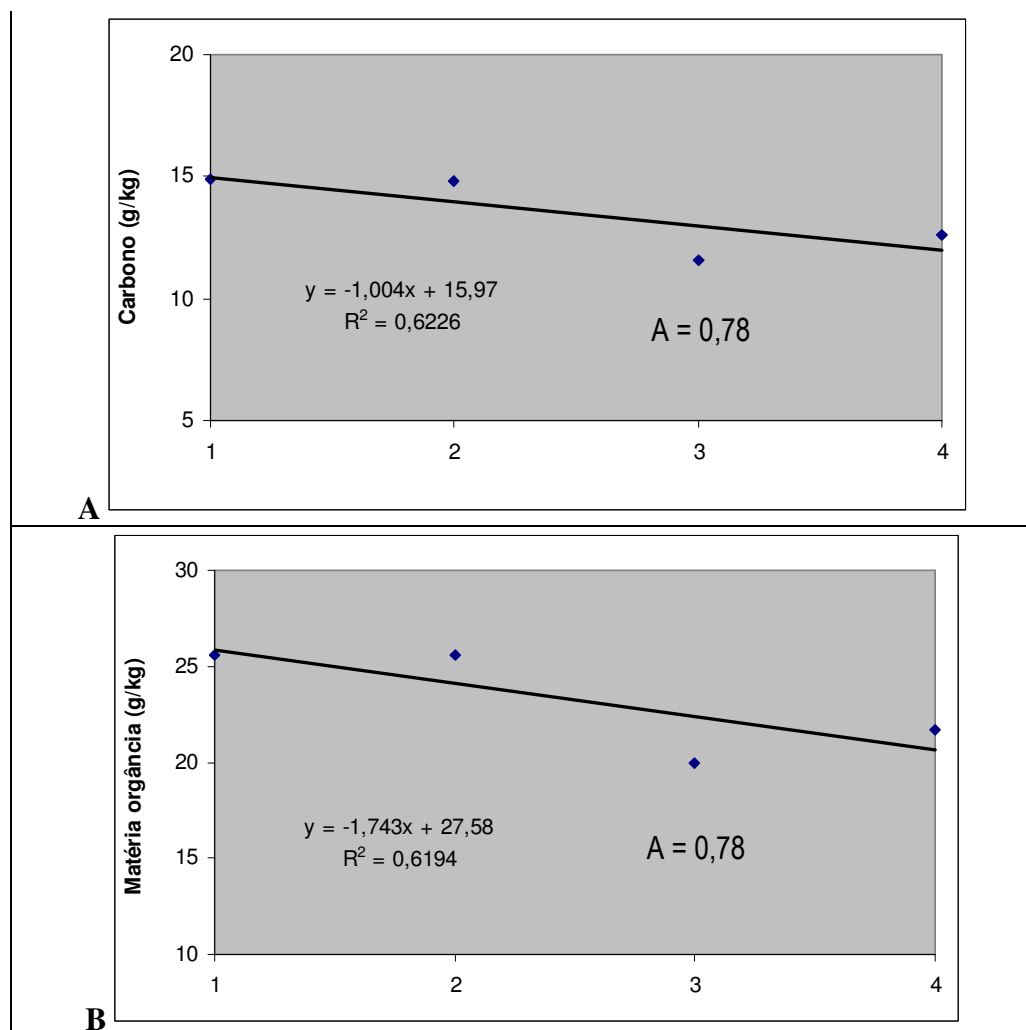 20
15
10
5
Carbono (g/kg)
y = -1,004x + 15,97
R² = 0,6226
A = 0,78
1 2 3 4
A
30
25
20
15
10
Matéria orgância (g/kg)
y = -1,743x + 27,58
R² = 0,6194
A = 0,78
1 2 3 4
B